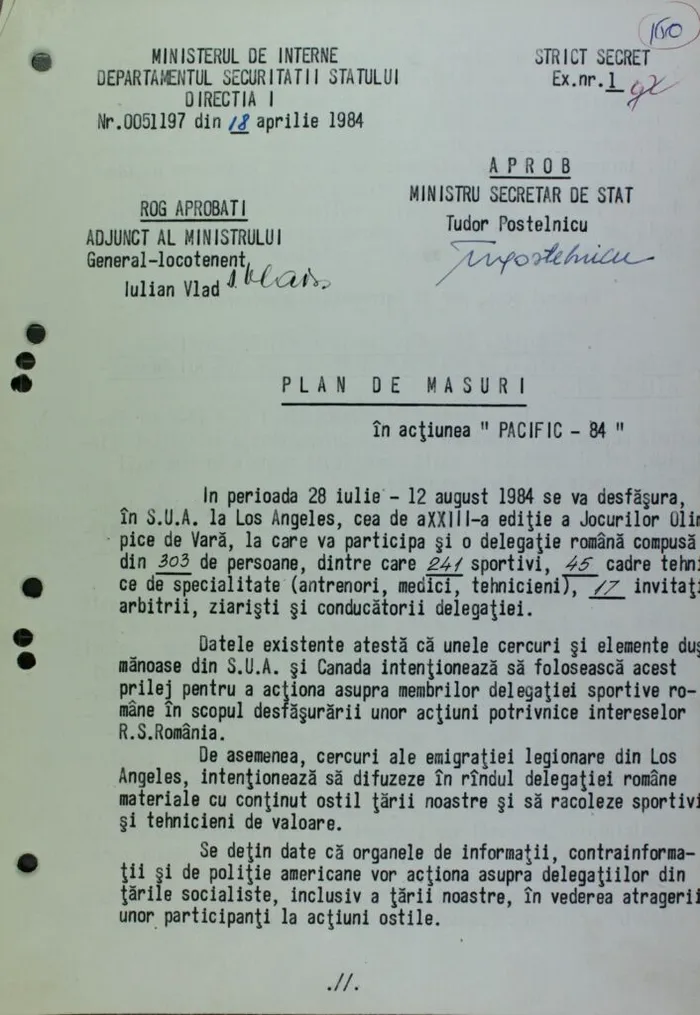 160
MINISTERUL DE INTERNE
DEPARTAMENTUL SECURITATII STATULUI
DIRECTIA I
Nr.0051197 din 18 aprilie 1984
STRICT SECRET
Ex.nr.1
A P R O B
MINISTRU SECRETAR DE STAT
Tudor Postelnicu
ROG APROBATI
ADJUNCT AL MINISTRULUI
General-locotenent
Iulian Vlad
P L A N   D E   M A S U R I
în acţiunea " PACIFIC - 84 "
In perioada 28 iulie - 12 august 1984 se va desfăşura,
în S.U.A. la Los Angeles, cea de aXXIII-a ediţie a Jocurilor Olim
pice de Vară, la care va participa şi o delegaţie română compusă
din 303 de persoane, dintre care 241 sportivi, 45 cadre tehni
ce de specialitate (antrenori, medici, tehnicieni), 17 invitaţi
arbitrii, ziarişti şi conducătorii delegaţiei.
Datele existente atestă că unele cercuri şi elemente duş
mănoase din S.U.A. şi Canada intenţionează să folosească acest
prilej pentru a acţiona asupra membrilor delegaţiei sportive ro-
mâne în scopul desfăşurării unor acţiuni potrivnice intereselor
R.S.România.
De asemenea, cercuri ale emigraţiei legionare din Los
Angeles, intenţionează să difuzeze în rîndul delegaţiei române
materiale cu conţinut ostil ţării noastre şi să racoleze sportivi
şi tehnicieni de valoare.
Se deţin date că organele de informaţii, contrainforma-
ţii şi de poliţie americane vor acţiona asupra delegaţiilor din
ţările socialiste, inclusiv a ţării noastre, în vederea atragerii
unor participanţi la acţiuni ostile.
.//.